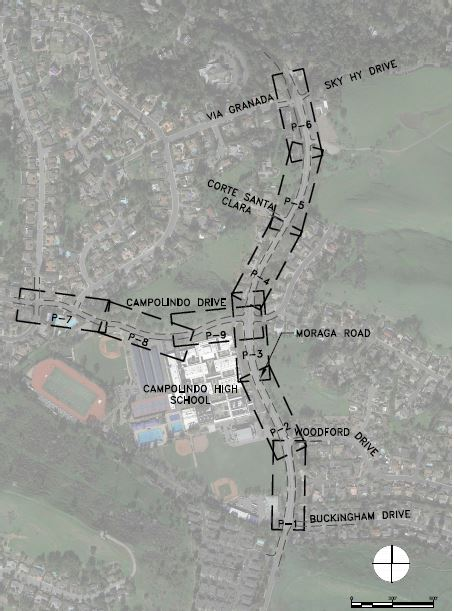 SKY HY DRIVE
VIA GRANADA
P-6
CORTE SANTA
CLARA
P-5
P-4
CAMPOLINDO DRIVE
P-7
P-8
P-9
MORAGA ROAD
P-3
CAMPOLINDO HIGH
SCHOOL
P-2
WOODFORD DRIVE
P-1
BUCKINGHAM DRIVE
0